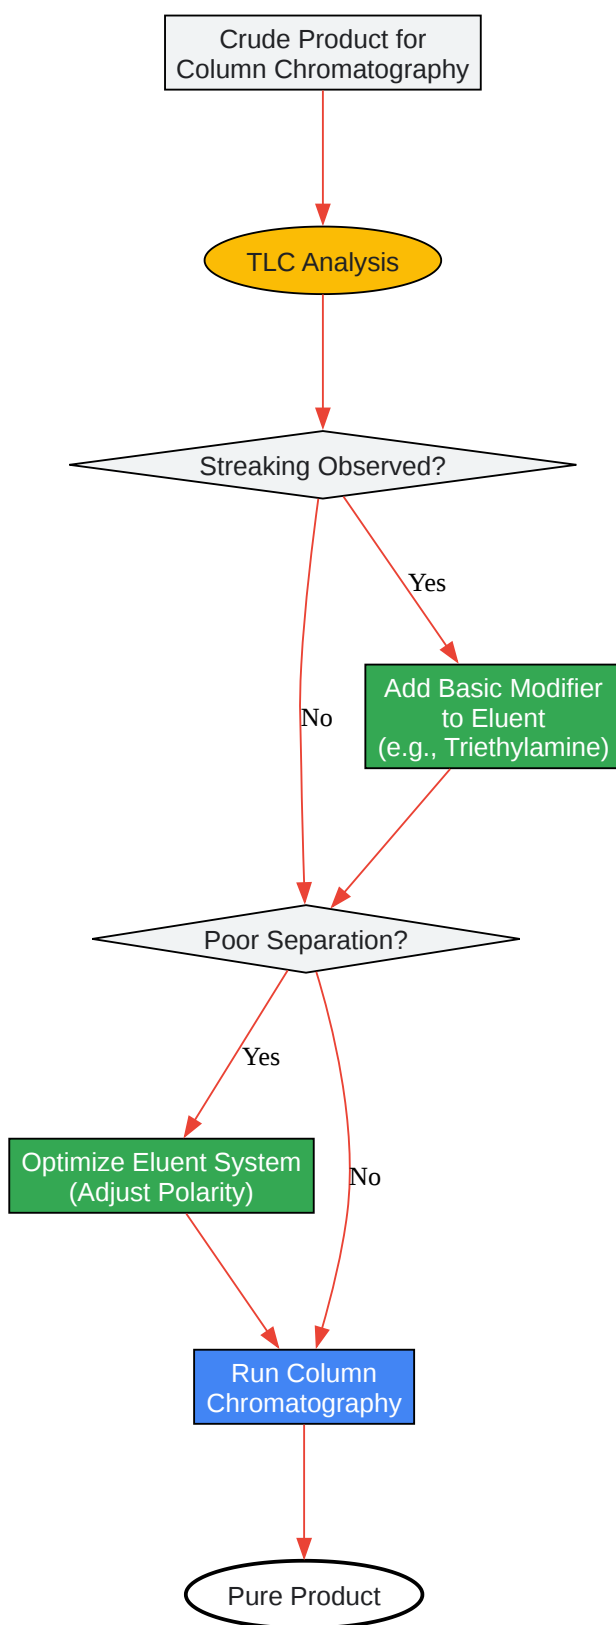 Crude Product for
Column Chromatography
TLC Analysis
Streaking Observed?
Yes
Add Basic Modifier
to Eluent
(e.g., Triethylamine)
No
Poor Separation?
Yes
Optimize Eluent System
(Adjust Polarity)
No
Run Column
Chromatography
Pure Product